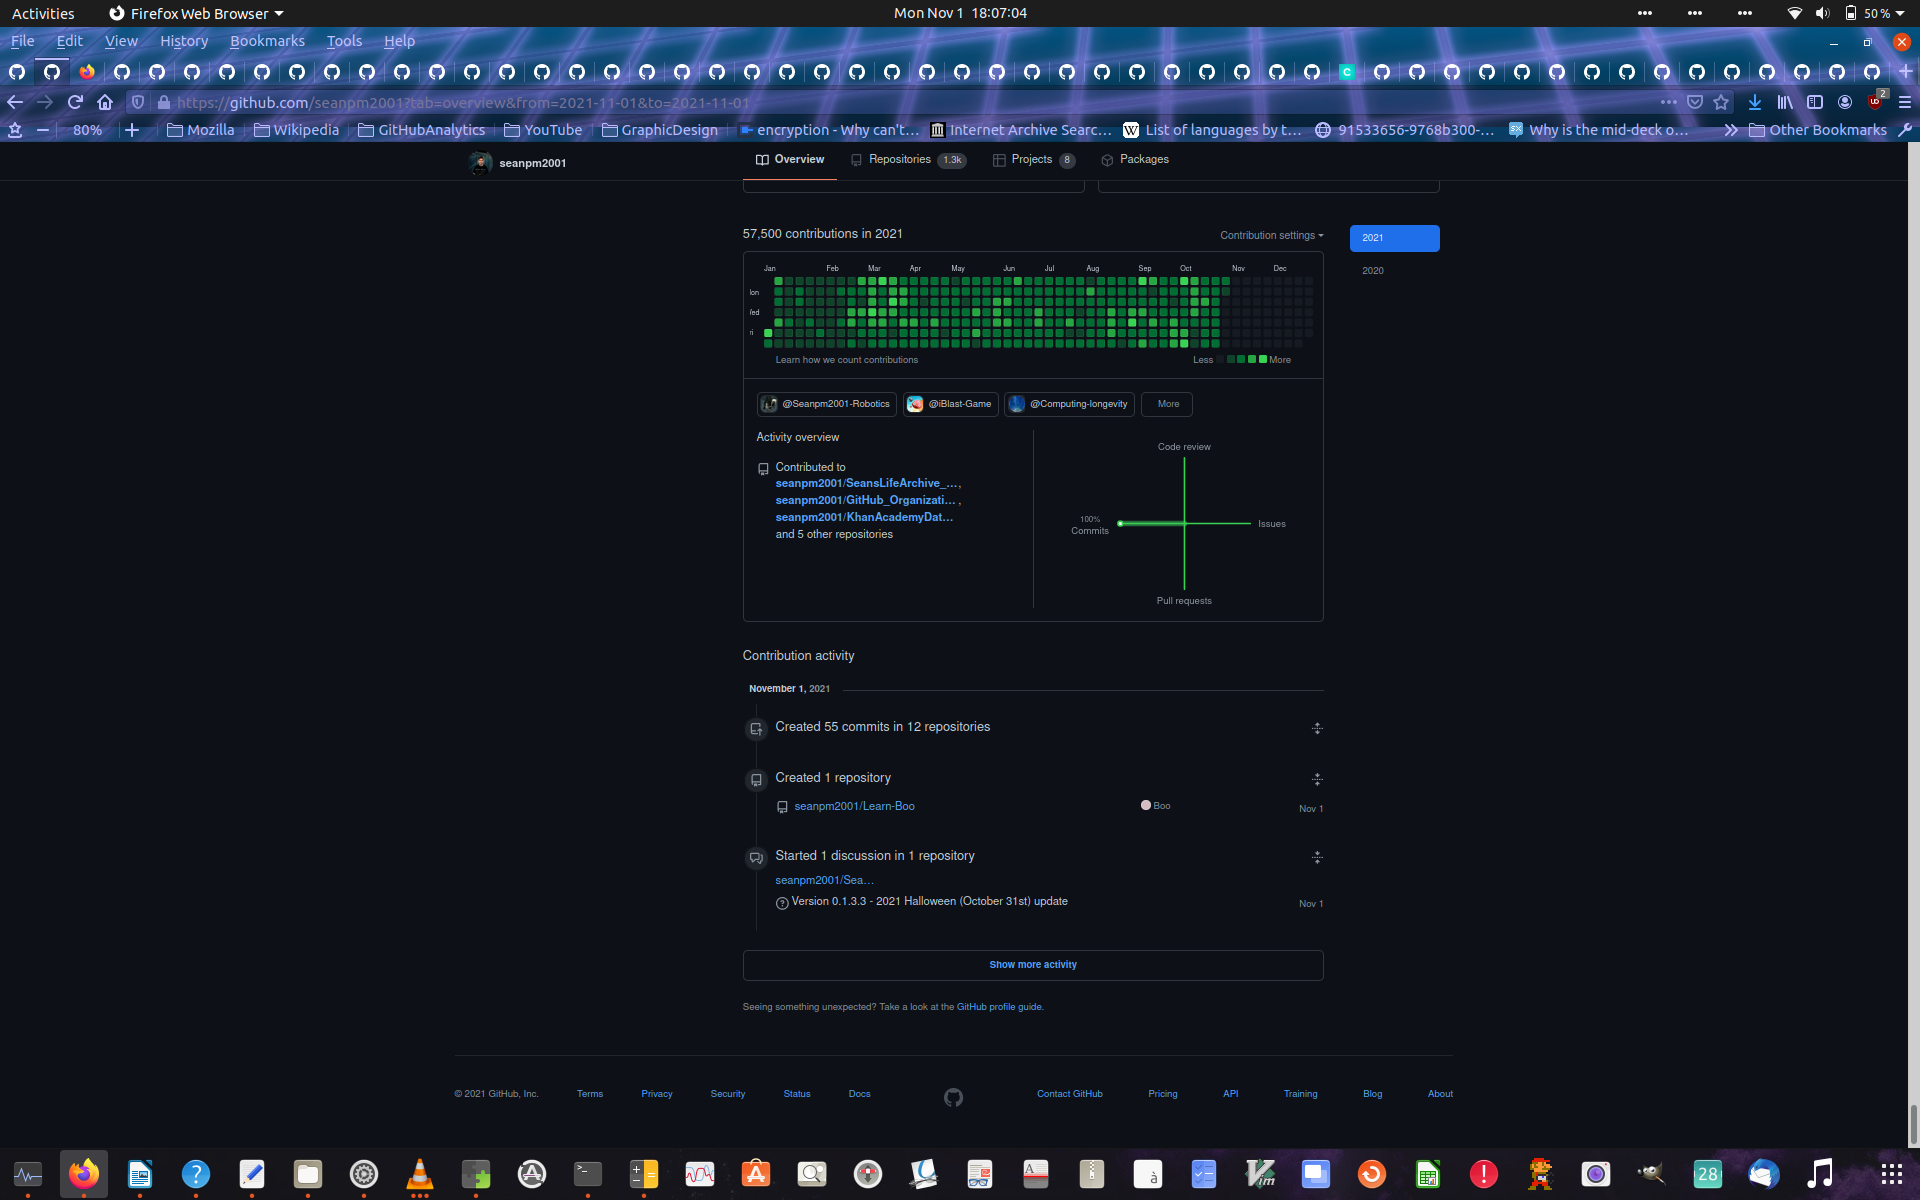 Activities
Firefox Web Browser
Mon Nov 1 18:07:04
50 %
File Edit View History Bookmarks Tools Help
https://github.com/seanpm2001?tab=overview&from=2021-11-01&to=2021-11-01
2
80%
Mozilla
Wikipedia
GitHubAnalytics
YouTube
GraphicDesign
encryption - Why can't…
Internet Archive Searc…
List of languages by t…
91533656-9768b300-…
Why is the mid-deck o…
Other Bookmarks
seanpm2001
Overview
Repositories 1.3k
Projects 8
Packages
57,500 contributions in 2021
Contribution settings
2021
2020
Jan Feb Mar Apr May Jun Jul Aug Sep Oct Nov Dec
Learn how we count contributions
Less More
@Seanpm2001-Robotics
@iBlast-Game
@Computing-longevity
More
Activity overview
Contributed to
seanpm2001/SeansLifeArchive_…,
seanpm2001/GitHub_Organizati… ,
seanpm2001/KhanAcademyDat…
and 5 other repositories
Code review
100%
Commits
Issues
Pull requests
Contribution activity
November 1, 2021
Created 55 commits in 12 repositories
Created 1 repository
seanpm2001/Learn-Boo
Boo
Nov 1
Started 1 discussion in 1 repository
seanpm2001/Sea…
Version 0.1.3.3 - 2021 Halloween (October 31st) update
Nov 1
Show more activity
Seeing something unexpected? Take a look at the GitHub profile guide.
© 2021 GitHub, Inc. Terms Privacy Security Status Docs Contact GitHub Pricing API Training Blog About
28